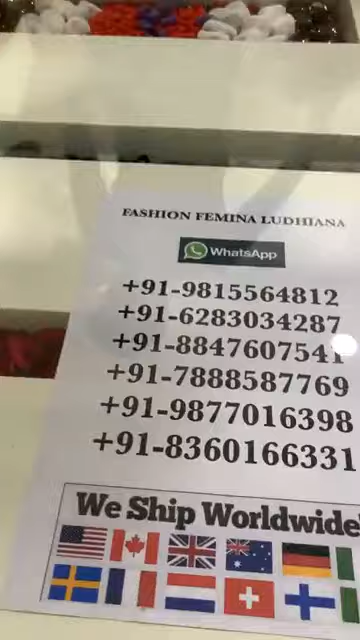 FASHION FEMINA LUDHIANA
WhatsApp
+91-9815564812
+91-6283034287
+91-8847607541
+91-7888587769
+91-9877016398
+91-8360166331
We Ship Worldwide